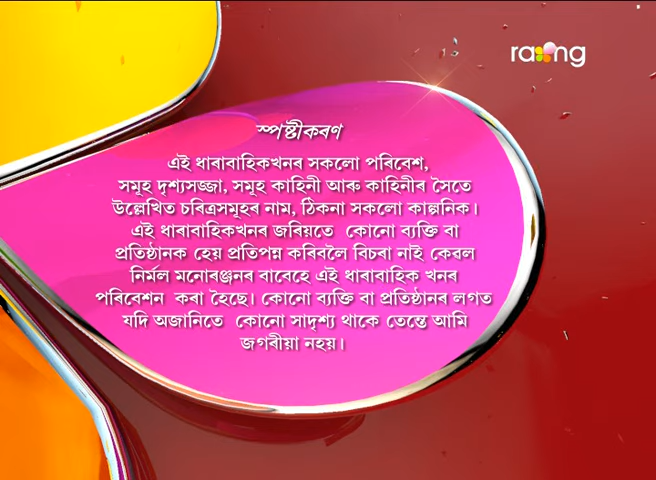 rang
স্পষ্টীকৰণ
এই ধাৰাবাহিকখনৰ সকলো পৰিবেশ,
সমূহ দৃশ্যসজ্জা, সমূহ কাহিনী আৰু কাহিনীৰ সৈতে
উল্লেখিত চৰিত্ৰসমূহৰ নাম, ঠিকনা সকলো কাল্পনিক।
এই ধাৰাবাহিকখনৰ জৰিয়তে কোনো ব্যক্তি বা
প্ৰতিষ্ঠানক হেয় প্ৰতিপন্ন কৰিবলৈ বিচৰা নাই কেৱল
নিৰ্মল মনোৰঞ্জনৰ বাবেহে এই ধাৰাবাহিক খনৰ
পৰিবেশন কৰা হৈছে। কোনো ব্যক্তি বা প্ৰতিষ্ঠানৰ লগত
যদি অজানিতে কোনো সাদৃশ্য থাকে তেন্তে আমি
জগৰীয়া নহয়।